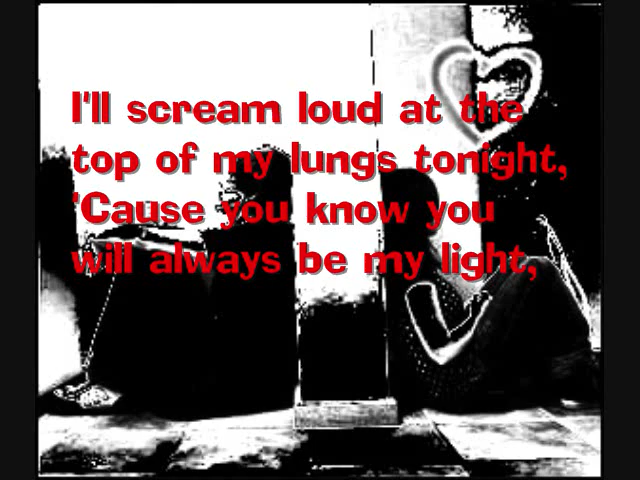 I'll scream loud at the
top of my lungs tonight,
'Cause you know you
will always be my light,